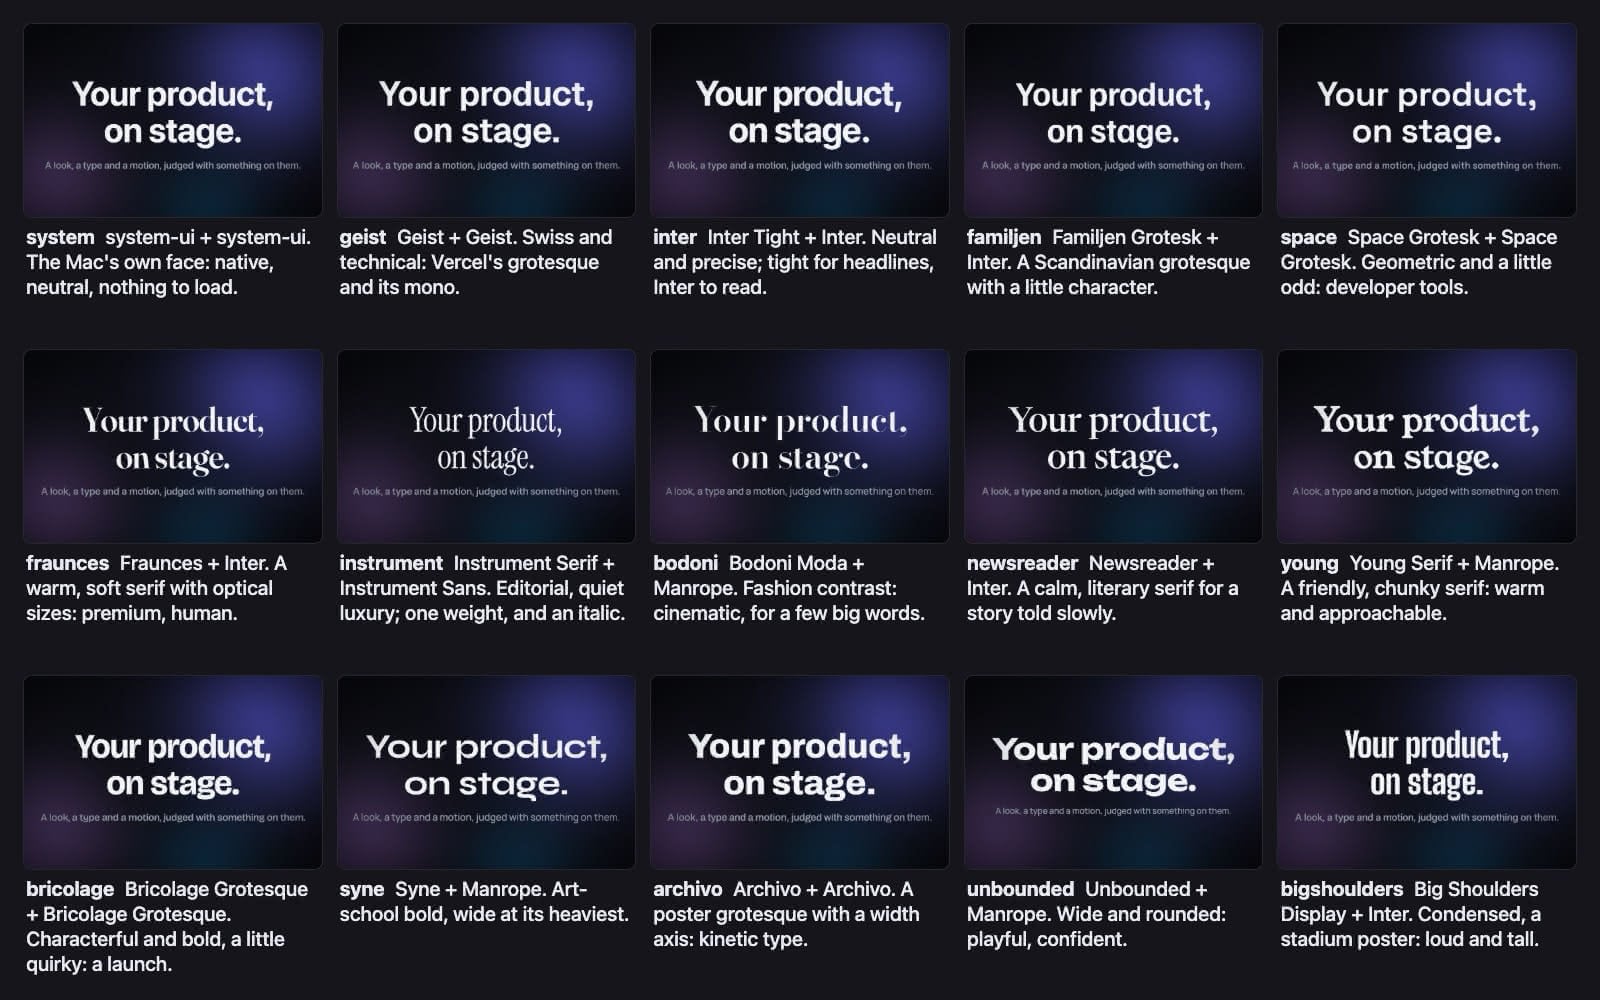 Your product,
on stage.
A look, a type and a motion, judged with something on them.
system system-ui + system-ui.
The Mac's own face: native,
neutral, nothing to load.
Your product,
on stage.
A look, a type and a motion, judged with something on them.
geist Geist + Geist. Swiss and
technical: Vercel's grotesque
and its mono.
Your product,
on stage.
A look, a type and a motion, judged with something on them.
inter Inter Tight + Inter. Neutral
and precise; tight for headlines,
Inter to read.
Your product,
on stage.
A look, a type and a motion, judged with something on them.
familjen Familjen Grotesk +
Inter. A Scandinavian grotesque
with a little character.
Your product,
on stage.
A look, a type and a motion, judged with something on them.
space Space Grotesk + Space
Grotesk. Geometric and a little
odd: developer tools.
Your product,
on stage.
A look, a type and a motion, judged with something on them.
fraunces Fraunces + Inter. A
warm, soft serif with optical
sizes: premium, human.
Your product,
on stage.
A look, a type and a motion, judged with something on them.
instrument Instrument Serif +
Instrument Sans. Editorial, quiet
luxury; one weight, and an italic.
Your product,
on stage.
A look, a type and a motion, judged with something on them.
bodoni Bodoni Moda +
Manrope. Fashion contrast:
cinematic, for a few big words.
Your product,
on stage.
A look, a type and a motion, judged with something on them.
newsreader Newsreader +
Inter. A calm, literary serif for a
story told slowly.
Your product,
on stage.
A look, a type and a motion, judged with something on them.
young Young Serif + Manrope.
A friendly, chunky serif: warm
and approachable.
Your product,
on stage.
A look, a type and a motion, judged with something on them.
bricolage Bricolage Grotesque
+ Bricolage Grotesque.
Characterful and bold, a little
quirky: a launch.
Your product,
on stage.
A look, a type and a motion, judged with something on them.
syne Syne + Manrope. Art-
school bold, wide at its heaviest.
Your product,
on stage.
A look, a type and a motion, judged with something on them.
archivo Archivo + Archivo. A
poster grotesque with a width
axis: kinetic type.
Your product,
on stage.
A look, a type and a motion, judged with something on them.
unbounded Unbounded +
Manrope. Wide and rounded:
playful, confident.
Your product,
on stage.
A look, a type and a motion, judged with something on them.
bigshoulders Big Shoulders
Display + Inter. Condensed, a
stadium poster: loud and tall.